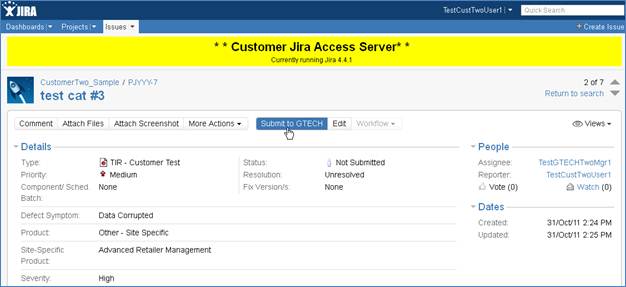 JIRA
TestCustTwoUser1
Quick Search
Dashboards Projects Issues
Create Issue
* * Customer Jira Access Server* *
Currently running Jira 4.4.1
CustomerTwo_Sample / PJYYY-7
test cat #3
2 of 7
Return to search
Comment Attach Files Attach Screenshot More Actions Submit to GTECH Edit Workflow
Views
Details
Type: TIR - Customer Test Status: Not Submitted
Priority: Medium Resolution: Unresolved
Component/ Sched. Batch: None Fix Version/s: None
Defect Symptom: Data Corrupted
Product: Other - Site Specific
Site-Specific Product: Advanced Retailer Management
Severity: High
People
Assignee: TestGTECHTwoMgr1
Reporter: TestCustTwoUser1
Vote (0) Watch (0)
Dates
Created: 31/Oct/11 2:24 PM
Updated: 31/Oct/11 2:25 PM